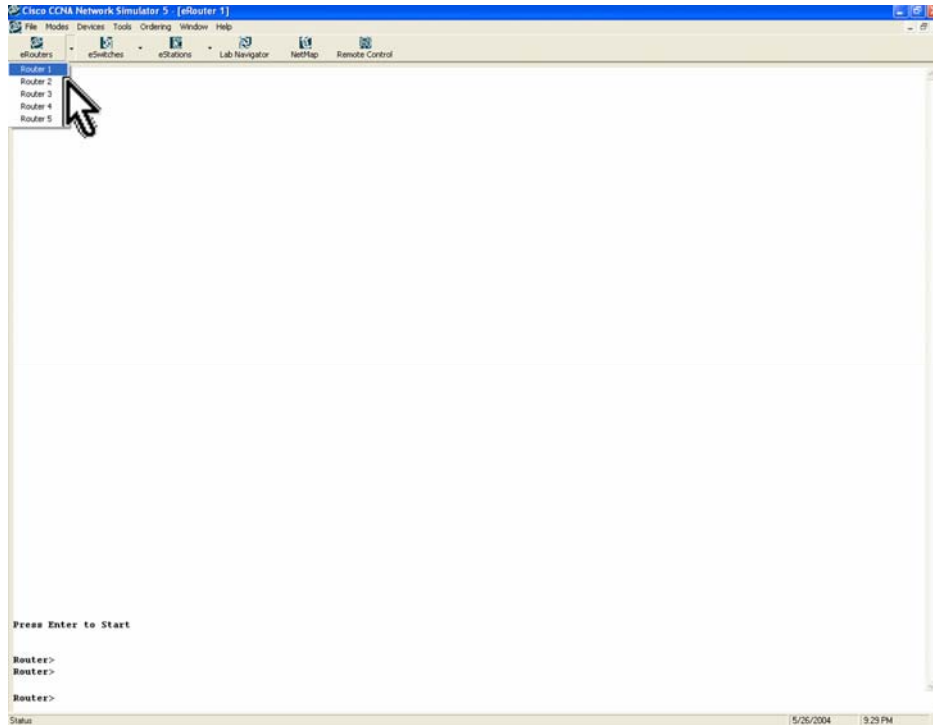 Cisco CCNA Network Simulator 5 - [eRouter 1]
File Modes Devices Tools Ordering Window Help
eRouters eSwitches eStations Lab Navigator NetMap Remote Control
Router 1
Router 2
Router 3
Router 4
Router 5
Press Enter to Start
Router>
Router>
Router>
Status 5/26/2004 9:29 PM